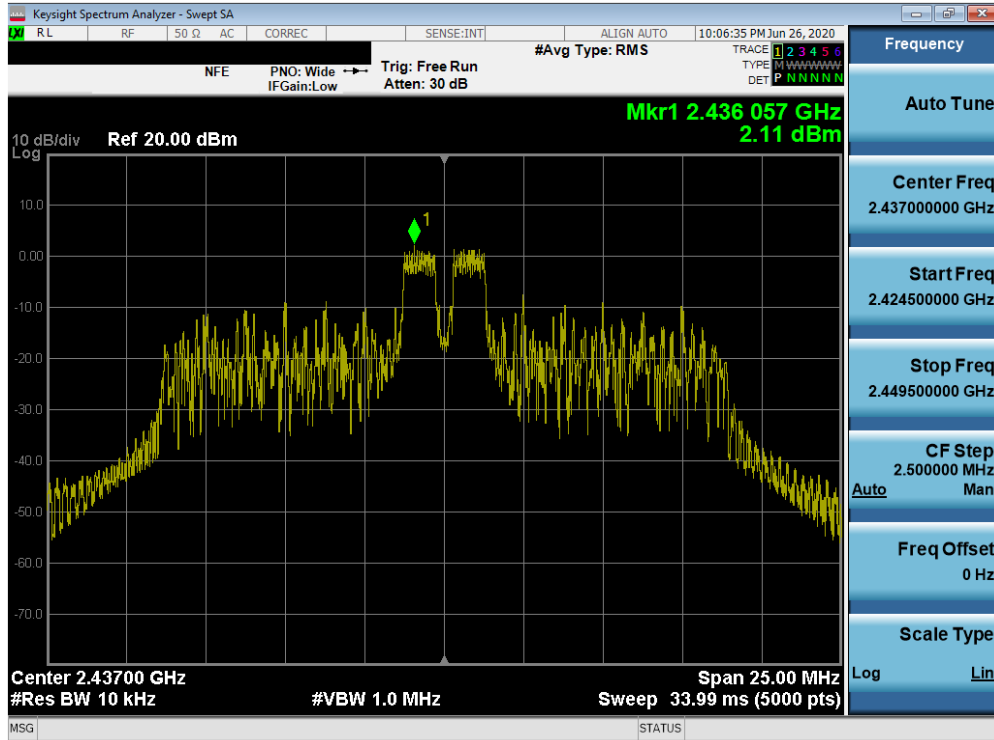 Keysight Spectrum Analyzer - Swept SA
LXI RL RF 50 Ω AC CORREC SENSE:INT ALIGN AUTO 10:06:35 PM Jun 26, 2020
NFE PNO: Wide Trig: Free Run #Avg Type: RMS TRACE 1 2 3 4 5 6
IFGain:Low Atten: 30 dB TYPE M WWWWW
DET P N N N N N
Mkr1 2.436 057 GHz
2.11 dBm
10 dB/div Ref 20.00 dBm
Log
1
10.0
0.00
-10.0
-20.0
-30.0
-40.0
-50.0
-60.0
-70.0
Center 2.43700 GHz Span 25.00 MHz
#Res BW 10 kHz #VBW 1.0 MHz Sweep 33.99 ms (5000 pts)
MSG STATUS
Frequency
Auto Tune
Center Freq
2.437000000 GHz
Start Freq
2.424500000 GHz
Stop Freq
2.449500000 GHz
CF Step
2.500000 MHz
Auto Man
Freq Offset
0 Hz
Scale Type
Log Lin